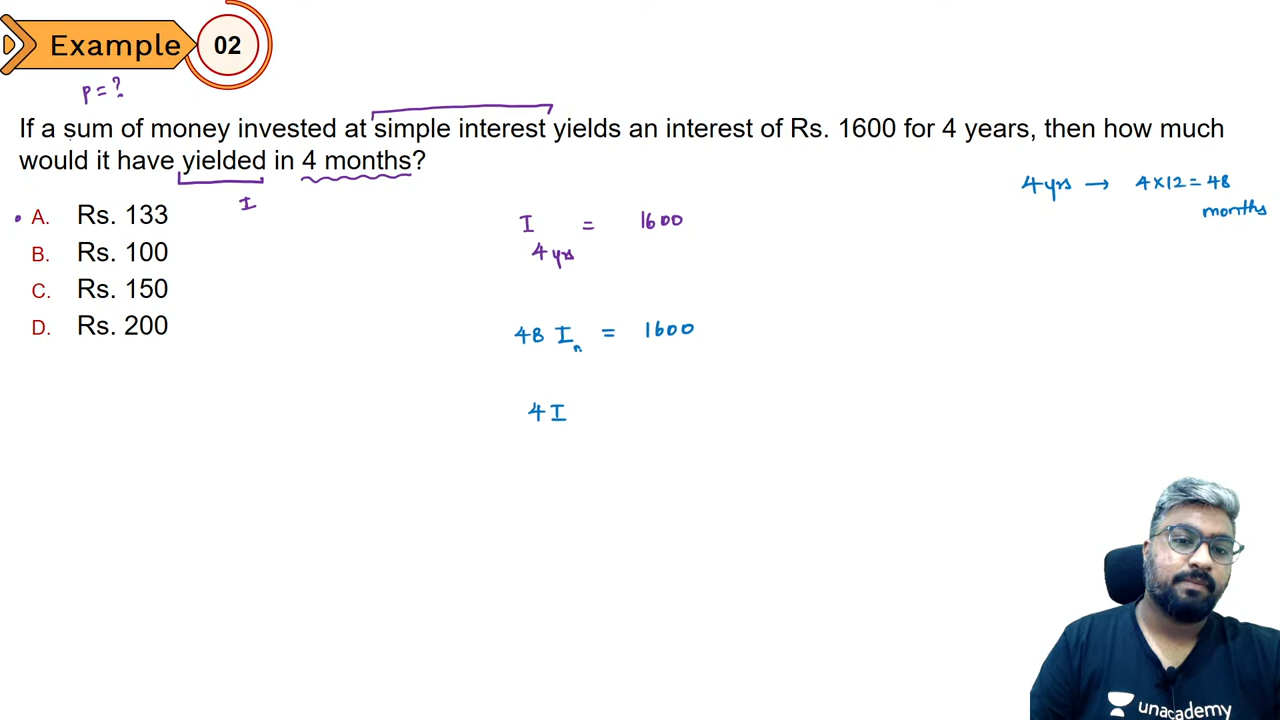 Example 02
P = ?
If a sum of money invested at simple interest yields an interest of Rs. 1600 for 4 years, then how much
would it have yielded in 4 months?
I
4 yrs → 4 x 12 = 48
months
A. Rs. 133
B. Rs. 100
C. Rs. 150
D. Rs. 200
I = 1600
4 yrs
48 I = 1600
4 I
unacademy